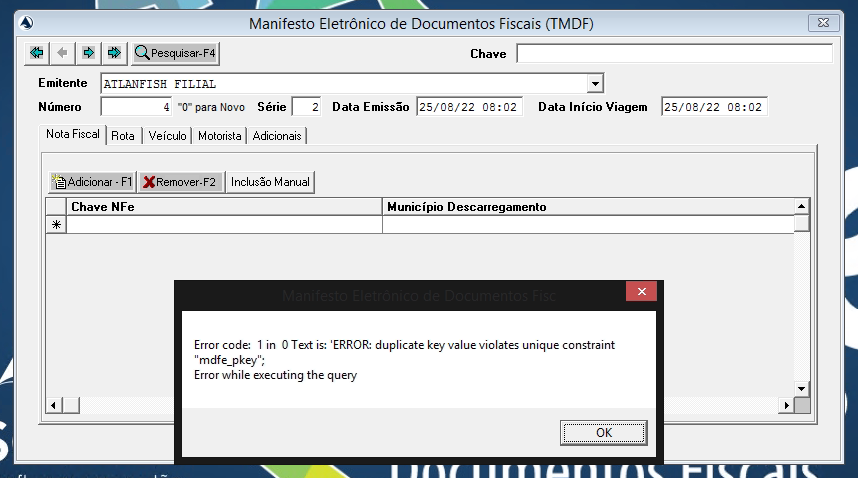 Manifesto Eletrônico de Documentos Fiscais (TMDF)
Pesquisar-F4
Chave
Emitente ATLANFISH FILIAL
Número 4 "0" para Novo Série 2 Data Emissão 25/08/22 08:02 Data Início Viagem 25/08/22 08:02
Nota Fiscal Rota Veículo Motorista Adicionais
Adicionar - F1 Remover-F2 Inclusão Manual
Chave NFe Município Descarregamento
Manifesto Eletrônico de Documentos Fisc
Error code: 1 in 0 Text is: 'ERROR: duplicate key value violates unique constraint
"mdfe_pkey";
Error while executing the query
OK
Documentos Fiscais